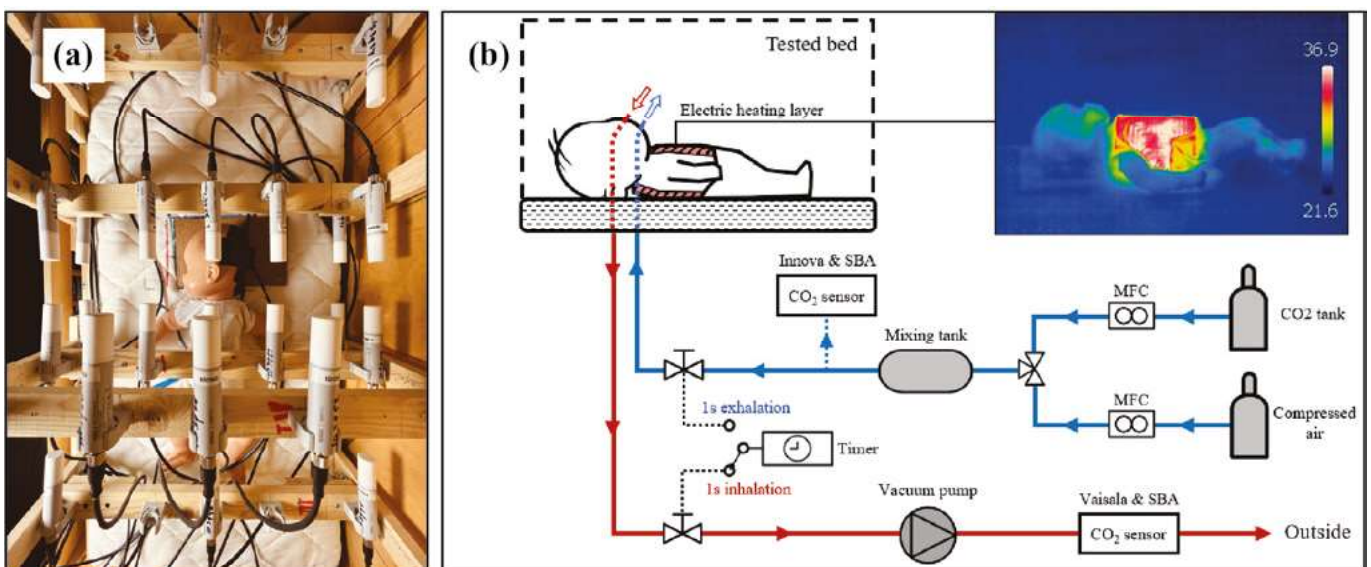 (a)
(b)
Tested bed
Electric heating layer
36.9
21.6
Innova & SBA
CO₂ sensor
MFC
CO2 tank
Mixing tank
MFC
Compressed
air
1s exhalation
Timer
1s inhalation
Vacuum pump
Vaisala & SBA
CO₂ sensor
Outside